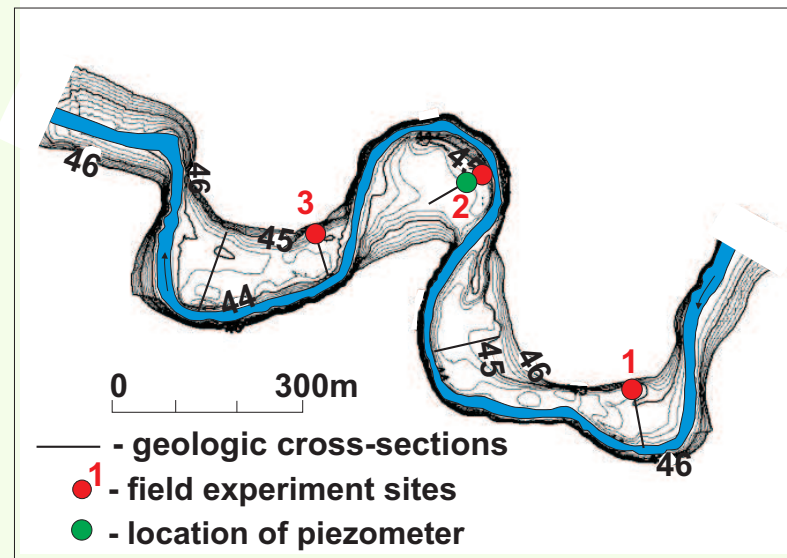 46
46
45
3
44
45
2
45
46
1
46
0 300m
- geologic cross-sections
1 - field experiment sites
- location of piezometer